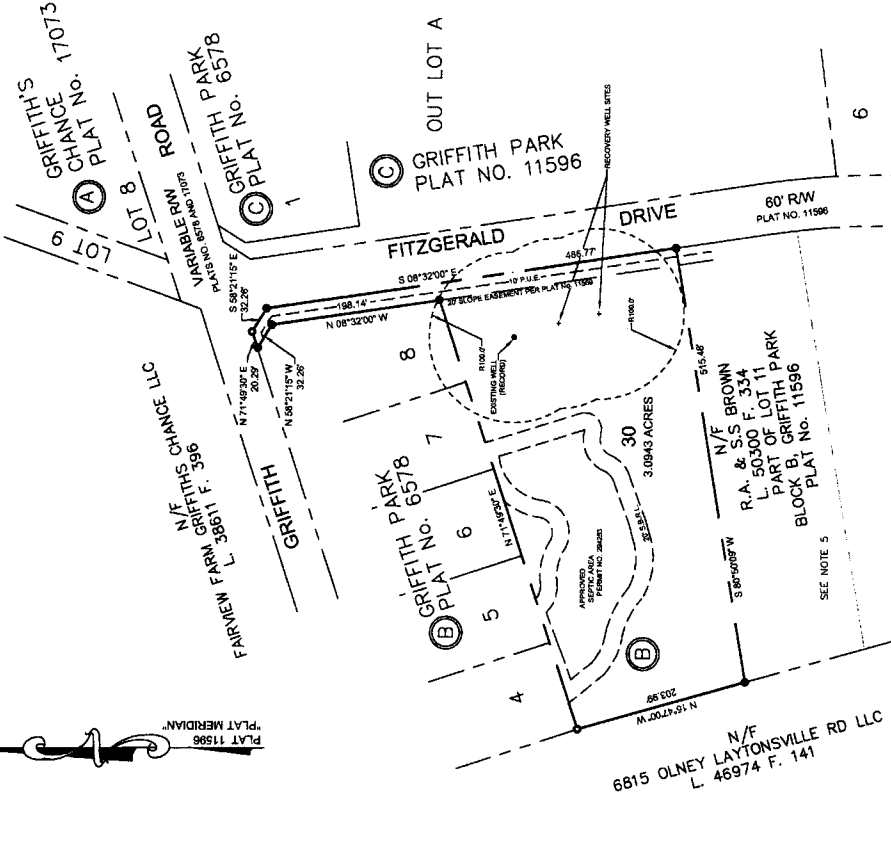 GRIFFITH'S
CHANCE
PLAT No. 17073
A
LOT 9
LOT 8
VARIABLE R/W
PLATS NO. 6578 AND 17073
ROAD
GRIFFITH PARK
PLAT No. 6578
C
1
OUT LOT A
C
GRIFFITH PARK
PLAT NO. 11596
RECOVERY WELL SITES
6
60' R/W
PLAT NO. 11596
FITZGERALD
DRIVE
S 58°21'15" E
32.26'
S 08°32'00" E
486.77'
198.14'
10' P.U.E.
20' SLOPE EASEMENT PER PLAT No. 11596
N 08°32'00" W
N 71°49'30" E
20.29'
N 58°21'15" W
32.26'
N/F
FAIRVIEW FARM GRIFFITHS CHANCE LLC
L. 38611 F. 396
GRIFFITH
GRIFFITH PARK
PLAT No. 6578
B
8
7
6
5
4
N 71°49'30" E
R100.0'
EXISTING WELL
(RECORD)
R100.0'
30
3.0943 ACRES
515.48'
APPROVED
SEPTIC AREA
20' S.B.R.L.
B
S 80°50'09" W
N/F
R.A. & S.S BROWN
L. 50300 F. 334
PART OF LOT 11
BLOCK B, GRIFFITH PARK
PLAT No. 11596
SEE NOTE 5
203.99'
N 15°47'00" W
N/F
6815 OLNEY LAYTONSVILLE RD LLC
L. 46974 F. 141
PLAT 11596
"PLAT MERIDIAN"